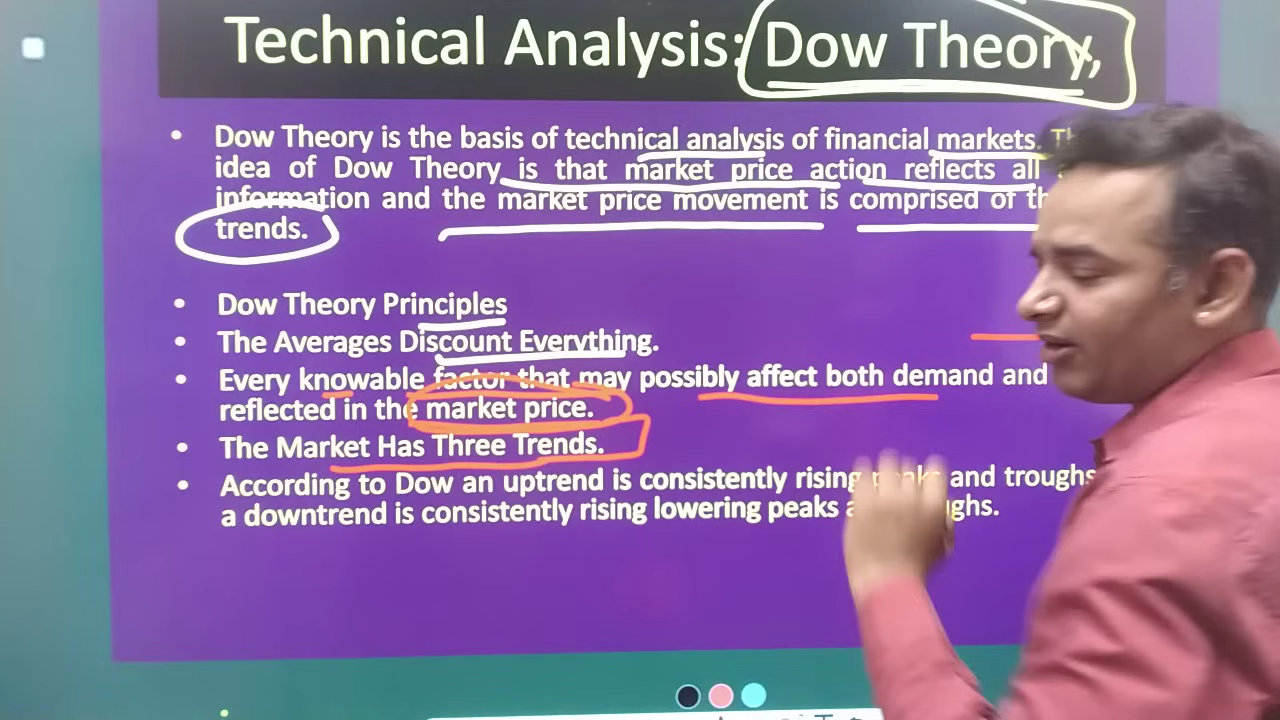 Technical Analysis: Dow Theory,
• Dow Theory is the basis of technical analysis of financial markets.
idea of Dow Theory is that market price action reflects all
information and the market price movement is comprised of
trends.
• Dow Theory Principles
• The Averages Discount Everything.
• Every knowable factor that may possibly affect both demand and
reflected in the market price.
• The Market Has Three Trends.
• According to Dow an uptrend is consistently rising peaks and troughs
a downtrend is consistently rising lowering peaks